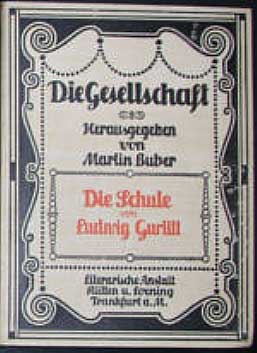 Die Gesellschaft
Herausgegeben
von
Martin Buber
Die Schule
von
Ludwig Gurlitt
Literarische Anstalt
Rütten u. Loening
Frankfurt a. M.